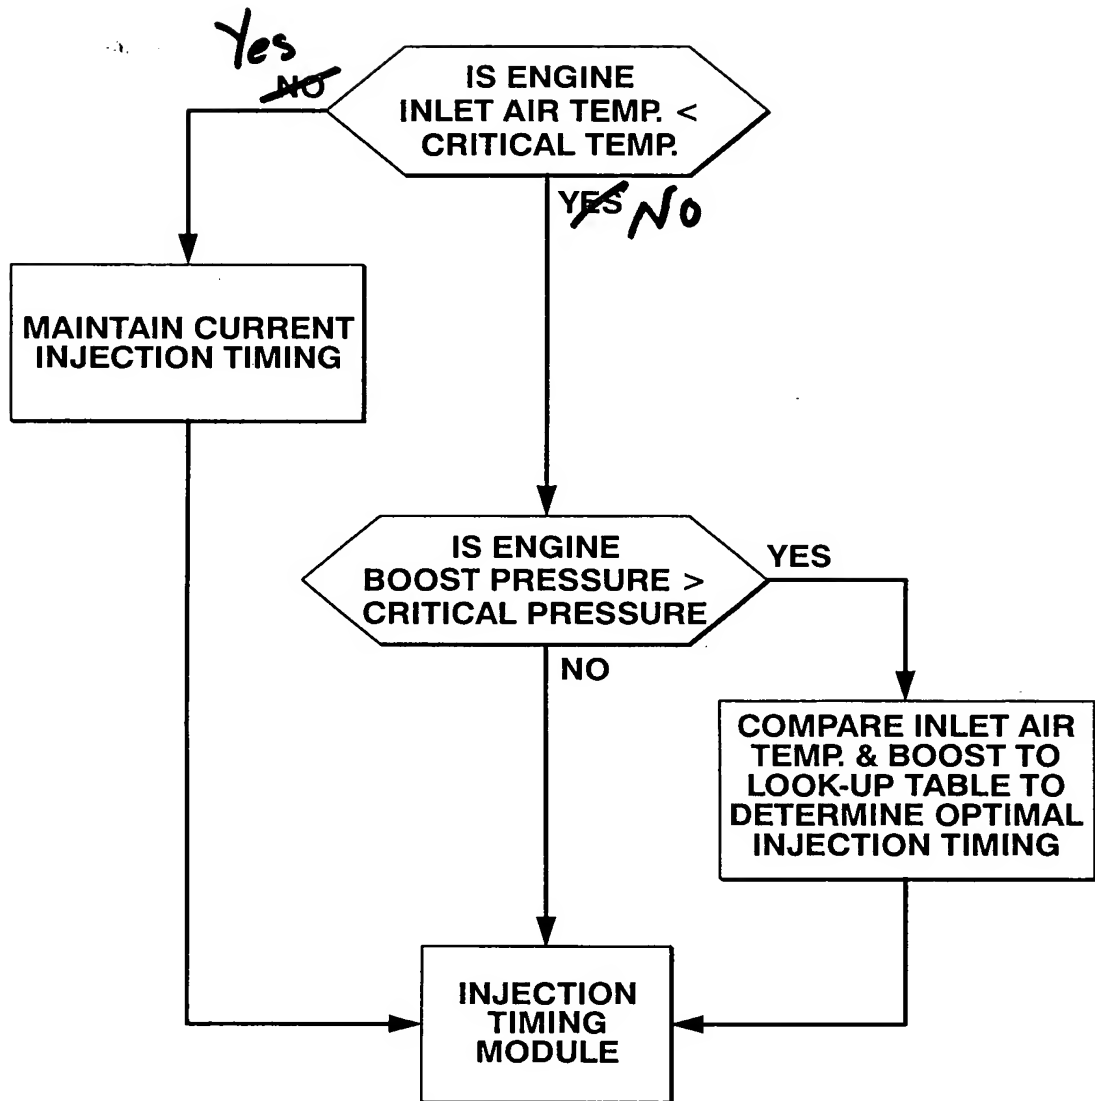 Yes
NO
IS ENGINE
INLET AIR TEMP. <
CRITICAL TEMP.
YES No
MAINTAIN CURRENT
INJECTION TIMING
IS ENGINE
BOOST PRESSURE >
CRITICAL PRESSURE
YES
NO
COMPARE INLET AIR
TEMP. & BOOST TO
LOOK-UP TABLE TO
DETERMINE OPTIMAL
INJECTION TIMING
INJECTION
TIMING
MODULE